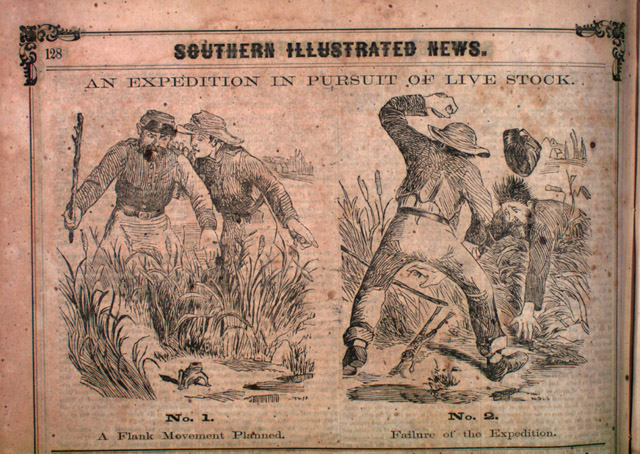 128
SOUTHERN ILLUSTRATED NEWS.
AN EXPEDITION IN PURSUIT OF LIVE STOCK.
No. 1.
A Flank Movement Planned.
No. 2.
Failure of the Expedition.